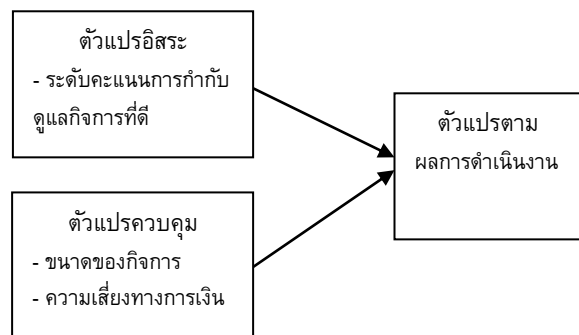 ตัวแปรอิสระ
- ระดับคะแนนการกำกับ
ดูแลกิจการที่ดี
ตัวแปรตาม
ผลการดำเนินงาน
ตัวแปรควบคุม
- ขนาดของกิจการ
- ความเสี่ยงทางการเงิน